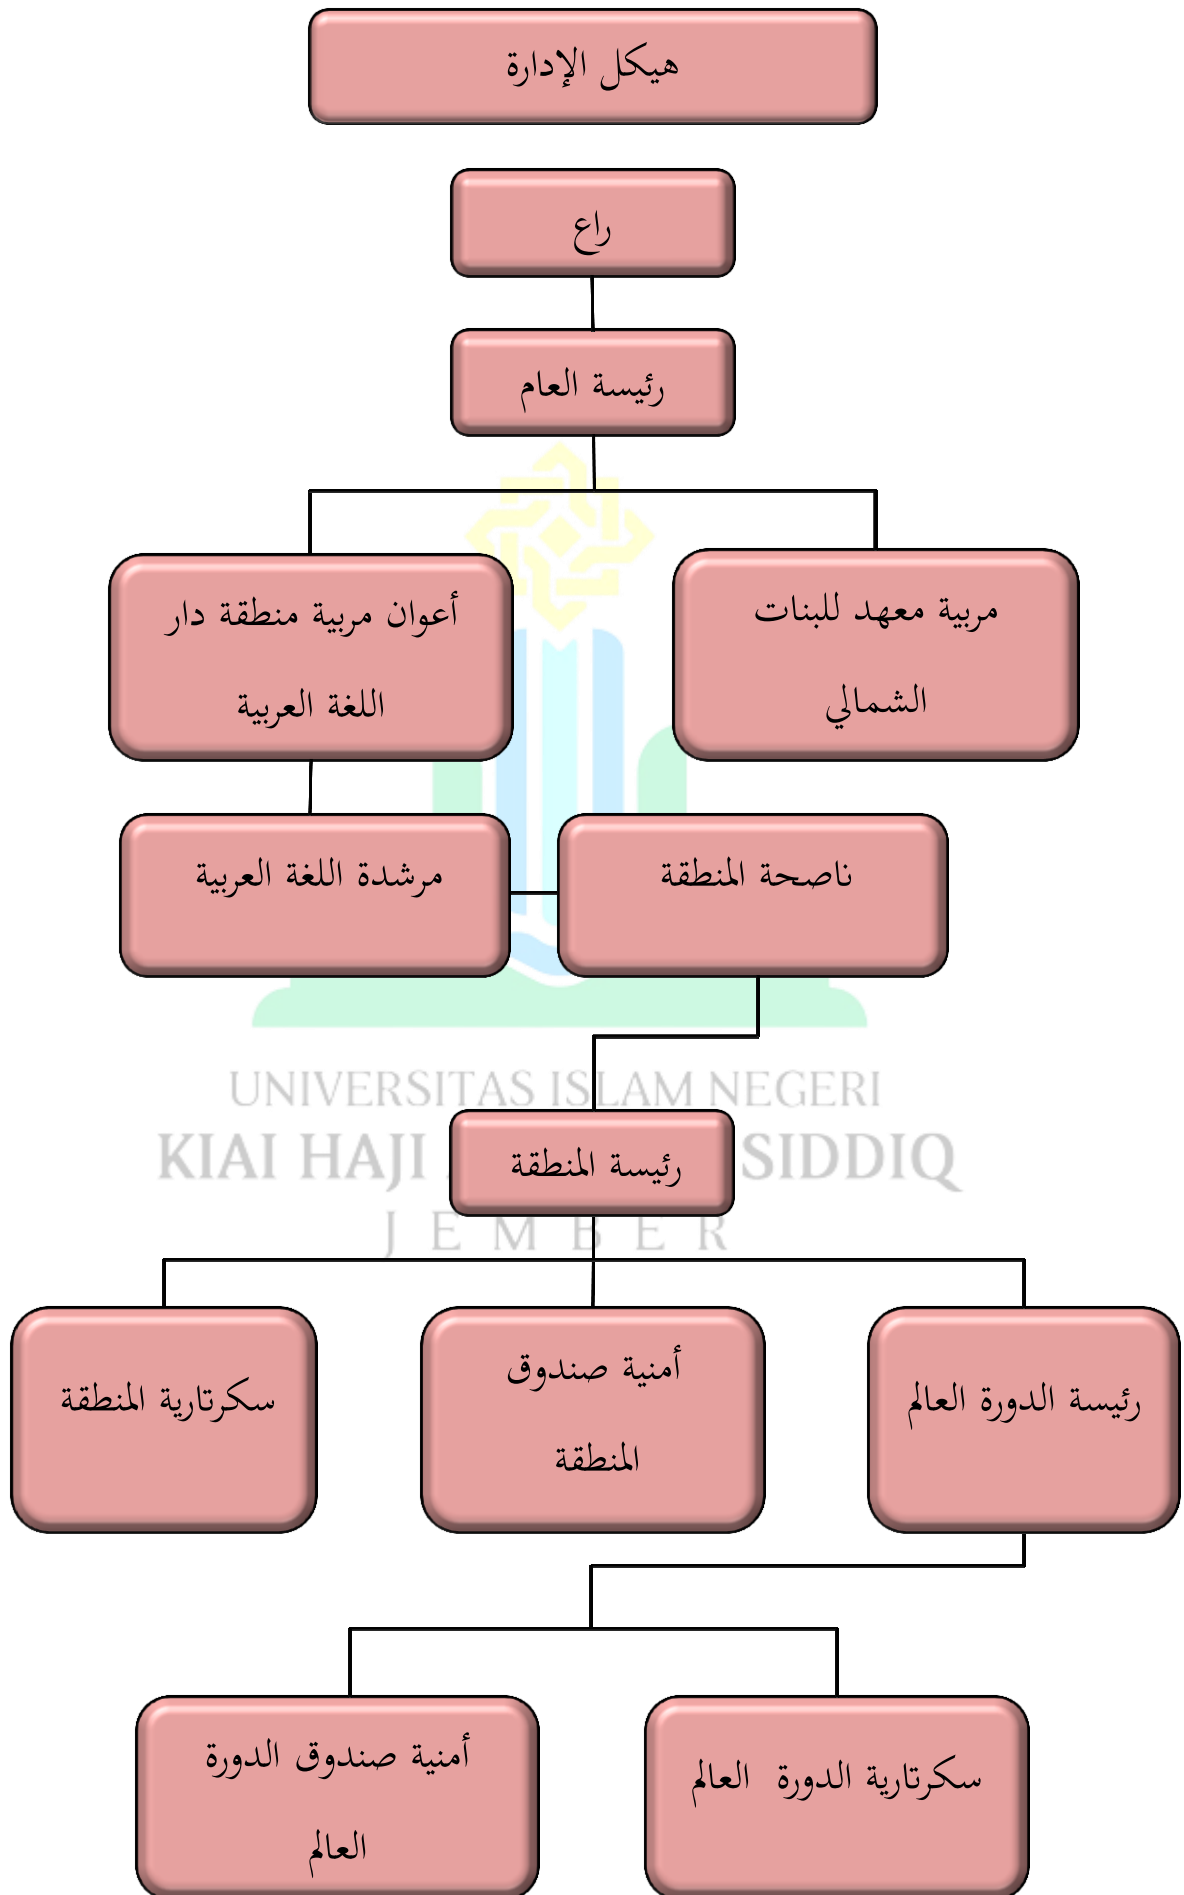 هيكل الإدارة
راع
رئيسة العام
مربية معهد للبنات
الشمالي
أعوان مربية منطقة دار
اللغة العربية
ناصحة المنطقة
مرشدة اللغة العربية
UNIVERSITAS ISLAM NEGERI
KIAI HAJI SIDDIQ
رئيسة المنطقة
JEMBER
رئيسة الدورة العالم
أمنية صندوق
المنطقة
سكرتارية المنطقة
سكرتارية الدورة العالم
أمنية صندوق الدورة
العالم